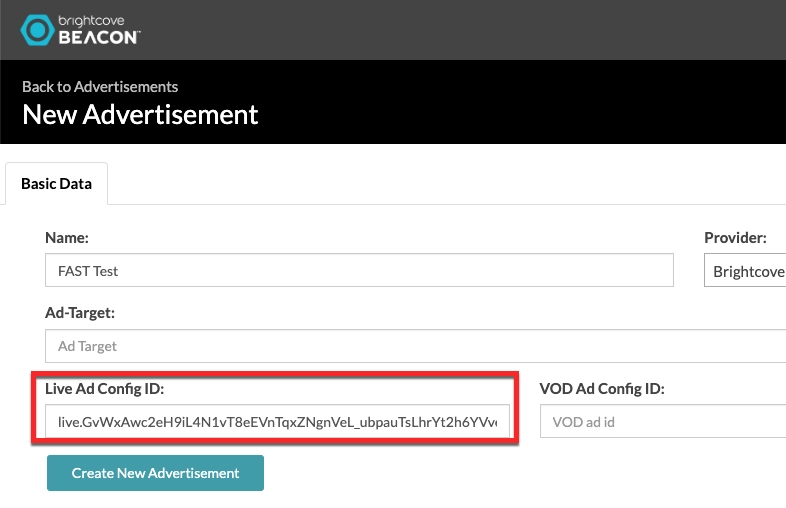 brightcove
BEACON™
Back to Advertisements
New Advertisement
Basic Data
Name:
Provider:
FAST Test
Brightcove
Ad-Target:
Ad Target
Live Ad Config ID:
VOD Ad Config ID:
live.GvWxAwc2eH9iL4N1vT8eEVnTqxZNgnVeL_ubpauTsLhrYt2h6YVv
VOD ad id
Create New Advertisement